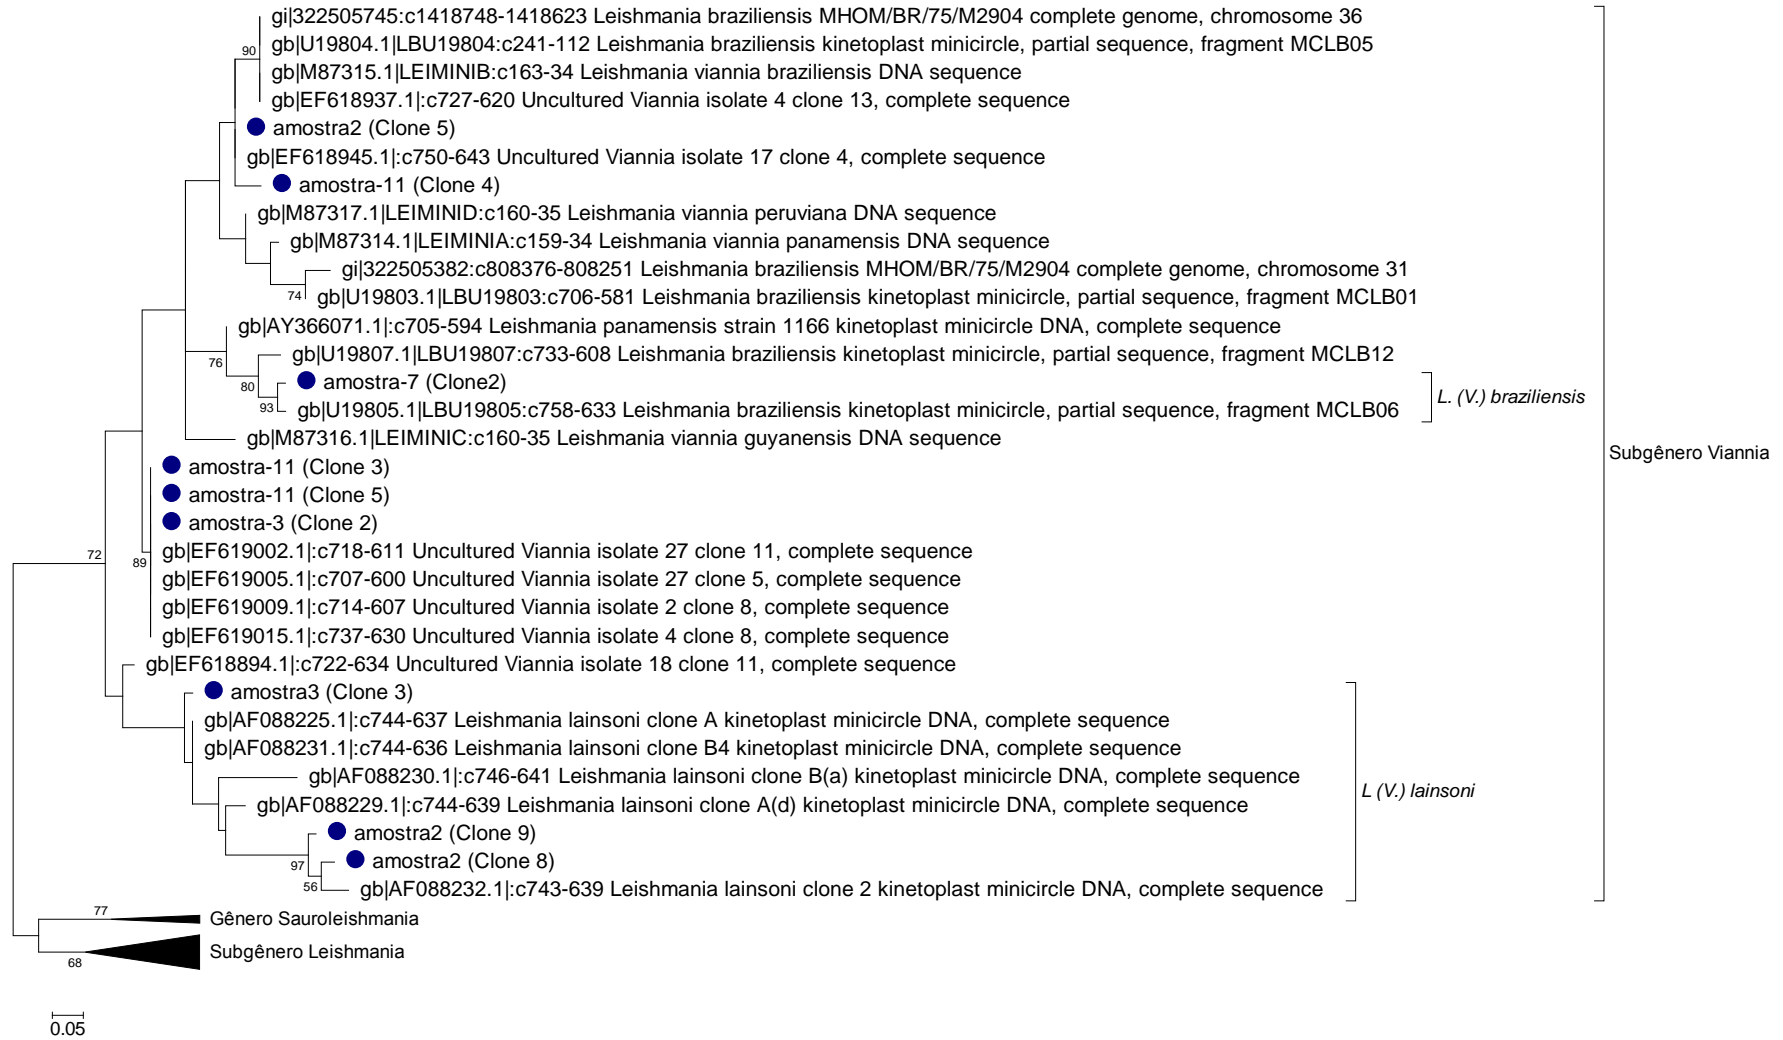 gi|322505745:c1418748-1418623 Leishmania braziliensis MHOM/BR/75/M2904 complete genome, chromosome 36
90
gb|U19804.1|LBU19804:c241-112 Leishmania braziliensis kinetoplast minicircle, partial sequence, fragment MCLB05
gb|M87315.1|LEIMINIB:c163-34 Leishmania viannia braziliensis DNA sequence
gb|EF618937.1|:c727-620 Uncultured Viannia isolate 4 clone 13, complete sequence
amostra2 (Clone 5)
gb|EF618945.1|:c750-643 Uncultured Viannia isolate 17 clone 4, complete sequence
amostra-11 (Clone 4)
gb|M87317.1|LEIMINID:c160-35 Leishmania viannia peruviana DNA sequence
gb|M87314.1|LEIMINIA:c159-34 Leishmania viannia panamensis DNA sequence
gi|322505382:c808376-808251 Leishmania braziliensis MHOM/BR/75/M2904 complete genome, chromosome 31
74
gb|U19803.1|LBU19803:c706-581 Leishmania braziliensis kinetoplast minicircle, partial sequence, fragment MCLB01
gb|AY366071.1|:c705-594 Leishmania panamensis strain 1166 kinetoplast minicircle DNA, complete sequence
76
gb|U19807.1|LBU19807:c733-608 Leishmania braziliensis kinetoplast minicircle, partial sequence, fragment MCLB12
80
amostra-7 (Clone2)
L. (V.) braziliensis
93
gb|U19805.1|LBU19805:c758-633 Leishmania braziliensis kinetoplast minicircle, partial sequence, fragment MCLB06
gb|M87316.1|LEIMINIC:c160-35 Leishmania viannia guyanensis DNA sequence
Subgênero Viannia
amostra-11 (Clone 3)
amostra-11 (Clone 5)
amostra-3 (Clone 2)
72
gb|EF619002.1|:c718-611 Uncultured Viannia isolate 27 clone 11, complete sequence
89
gb|EF619005.1|:c707-600 Uncultured Viannia isolate 27 clone 5, complete sequence
gb|EF619009.1|:c714-607 Uncultured Viannia isolate 2 clone 8, complete sequence
gb|EF619015.1|:c737-630 Uncultured Viannia isolate 4 clone 8, complete sequence
gb|EF618894.1|:c722-634 Uncultured Viannia isolate 18 clone 11, complete sequence
amostra3 (Clone 3)
gb|AF088225.1|:c744-637 Leishmania lainsoni clone A kinetoplast minicircle DNA, complete sequence
gb|AF088231.1|:c744-636 Leishmania lainsoni clone B4 kinetoplast minicircle DNA, complete sequence
gb|AF088230.1|:c746-641 Leishmania lainsoni clone B(a) kinetoplast minicircle DNA, complete sequence
L (V.) lainsoni
gb|AF088229.1|:c744-639 Leishmania lainsoni clone A(d) kinetoplast minicircle DNA, complete sequence
amostra2 (Clone 9)
97
amostra2 (Clone 8)
56
gb|AF088232.1|:c743-639 Leishmania lainsoni clone 2 kinetoplast minicircle DNA, complete sequence
77
Gênero Sauroleishmania
Subgênero Leishmania
68
0.05